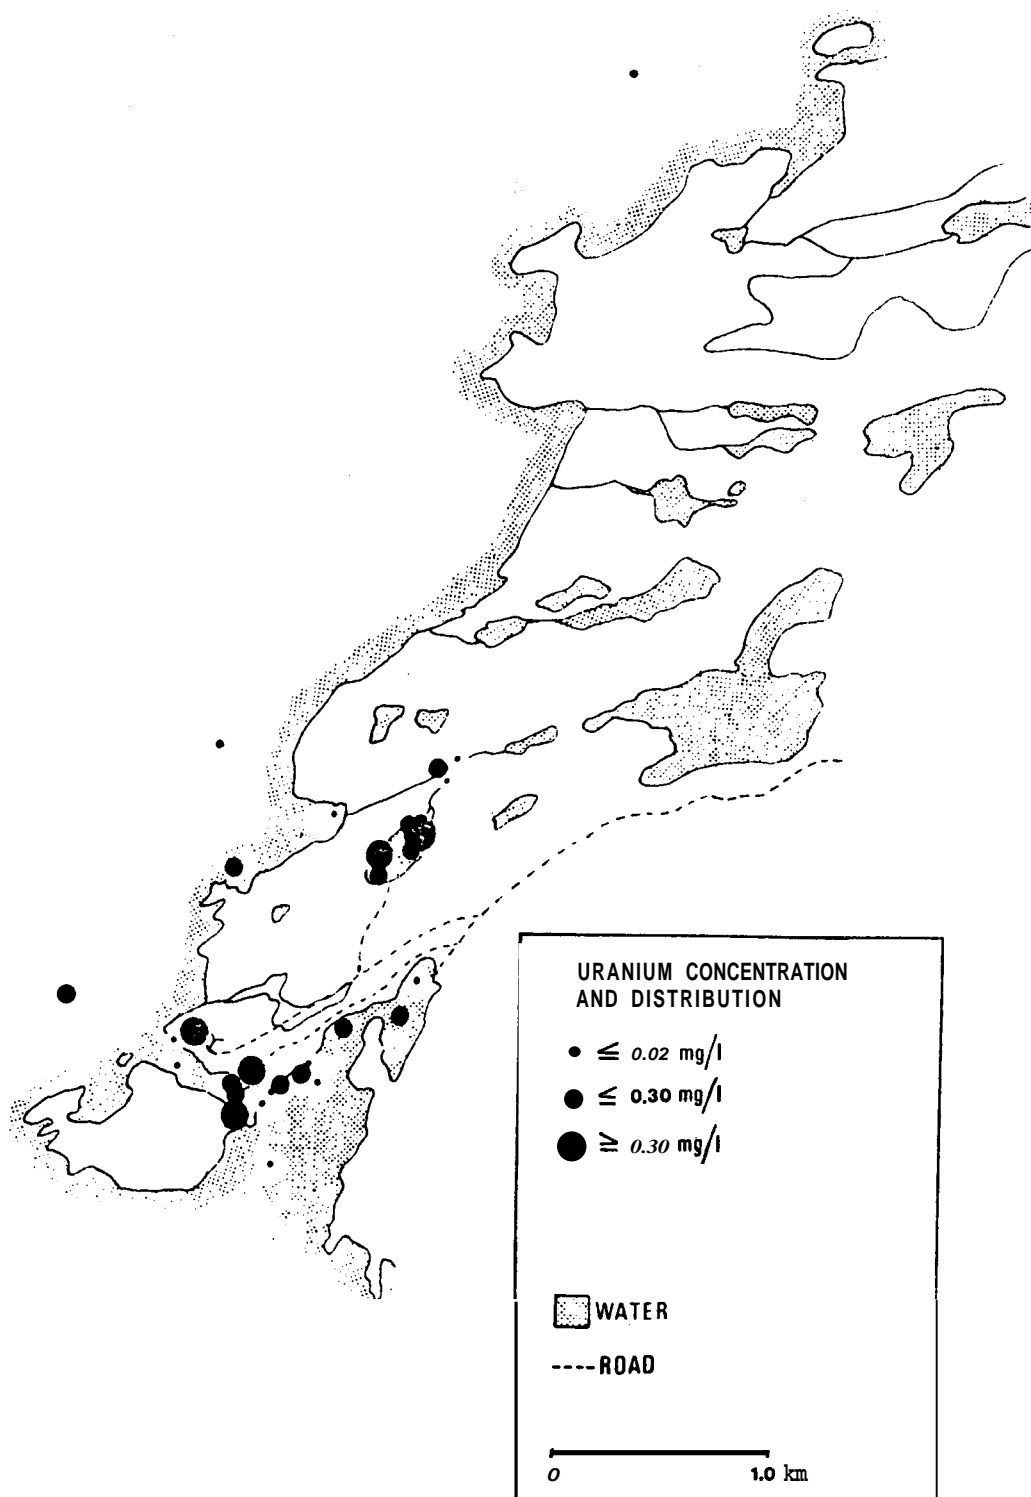 URANIUM CONCENTRATION
AND DISTRIBUTION
≦ 0.02 mg/l
≦ 0.30 mg/l
≧ 0.30 mg/l
WATER
ROAD
0 1.0 km